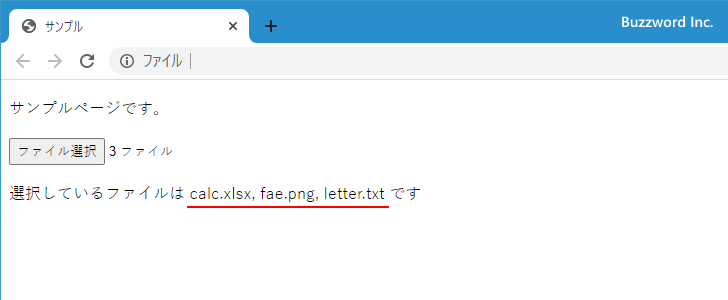 サンプル
Buzzword Inc.
ファイル
サンプルページです。
ファイル選択 3 ファイル
選択しているファイルは calc.xlsx, fae.png, letter.txt です